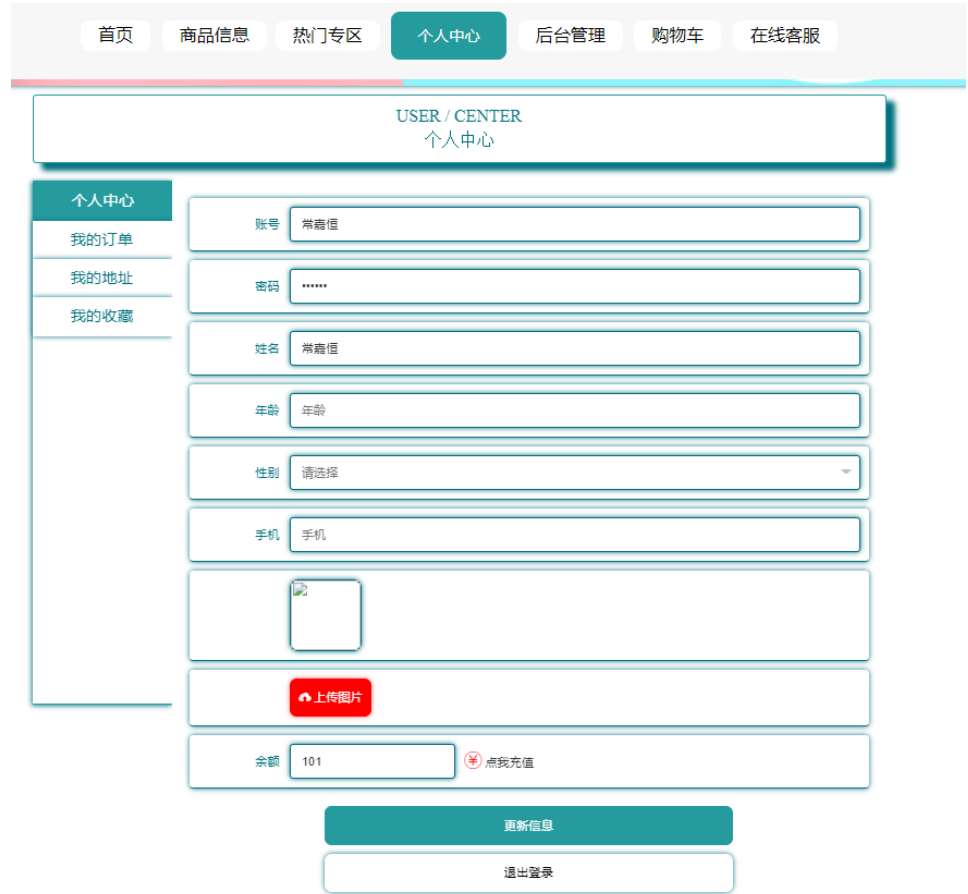 首页 商品信息 热门专区 个人中心 后台管理 购物车 在线客服
USER / CENTER
个人中心
个人中心
我的订单
我的地址
我的收藏
账号 常嘉恒
密码 ••••••
姓名 常嘉恒
年龄 年龄
性别 请选择
手机 手机
上传图片
余额 101 ¥ 点我充值
更新信息
退出登录